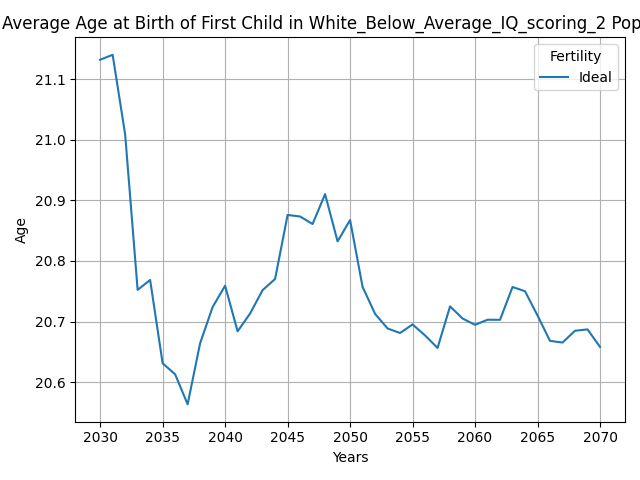 Average Age at Birth of First Child in White_Below_Average_IQ_scoring_2 Pop
Fertility
Ideal
21.1
21.0
20.9
20.8
20.7
20.6
Age
2030 2035 2040 2045 2050 2055 2060 2065 2070
Years